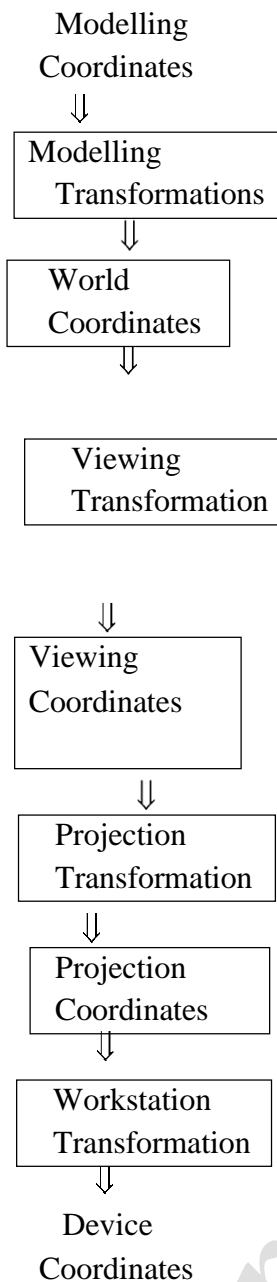 Modelling
Coordinates
⇓
Modelling
Transformations
⇓
World
Coordinates
⇓
Viewing
Transformation
⇓
Viewing
Coordinates
⇓
Projection
Transformation
⇓
Projection
Coordinates
⇓
Workstation
Transformation
⇓
Device
Coordinates